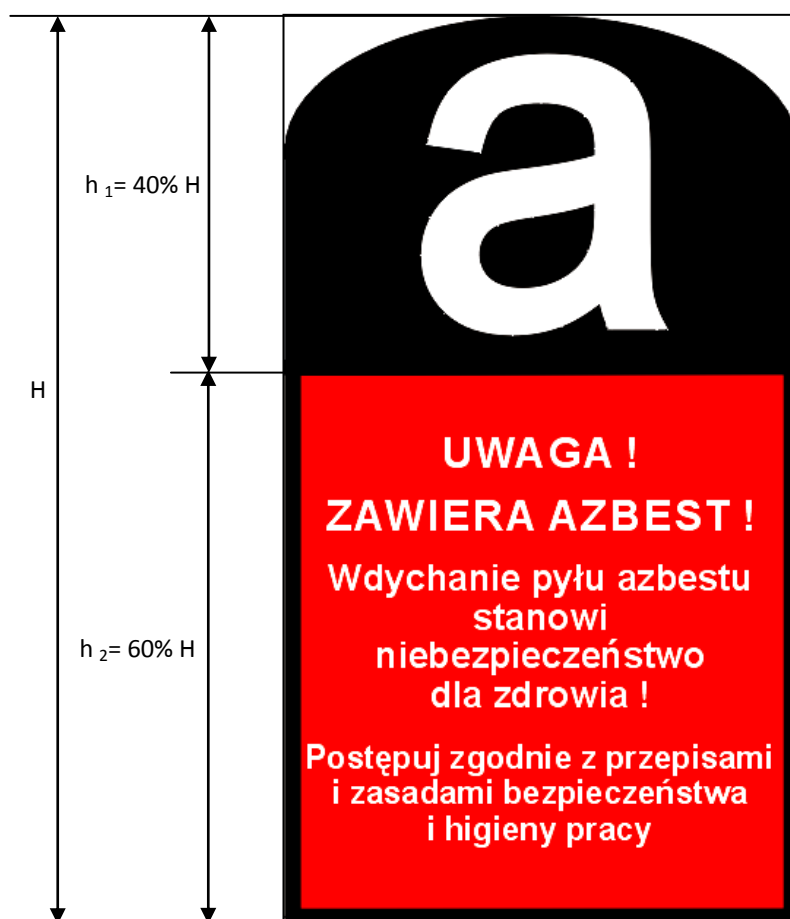 a
h 1= 40% H
H
UWAGA !
ZAWIERA AZBEST !
Wdychanie pyłu azbestu
stanowi
niebezpieczeństwo
dla zdrowia !
h 2= 60% H
Postępuj zgodnie z przepisami
i zasadami bezpieczeństwa
i higieny pracy